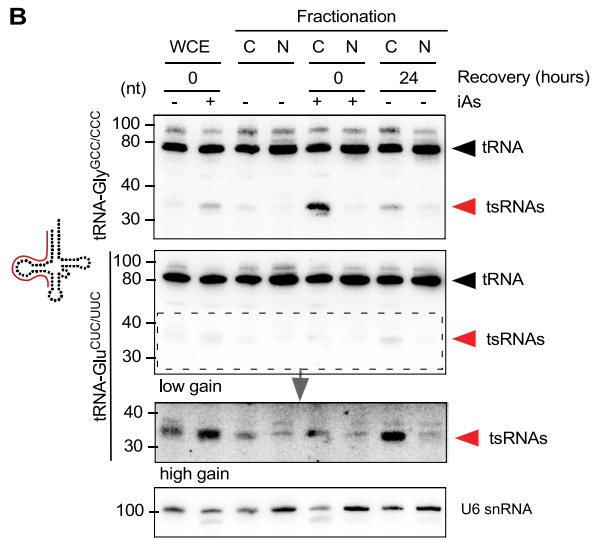 B
Fractionation
WCE C N C N C N
0 0 24 Recovery (hours)
(nt) - + - - + + - - iAs
tRNA-Gly^GCC/CCC
100
80
40
30
tRNA
tsRNAs
tRNA-Glu^CUC/UUC
100
80
40
30
tRNA
tsRNAs
low gain
40
30
tsRNAs
high gain
100
U6 snRNA